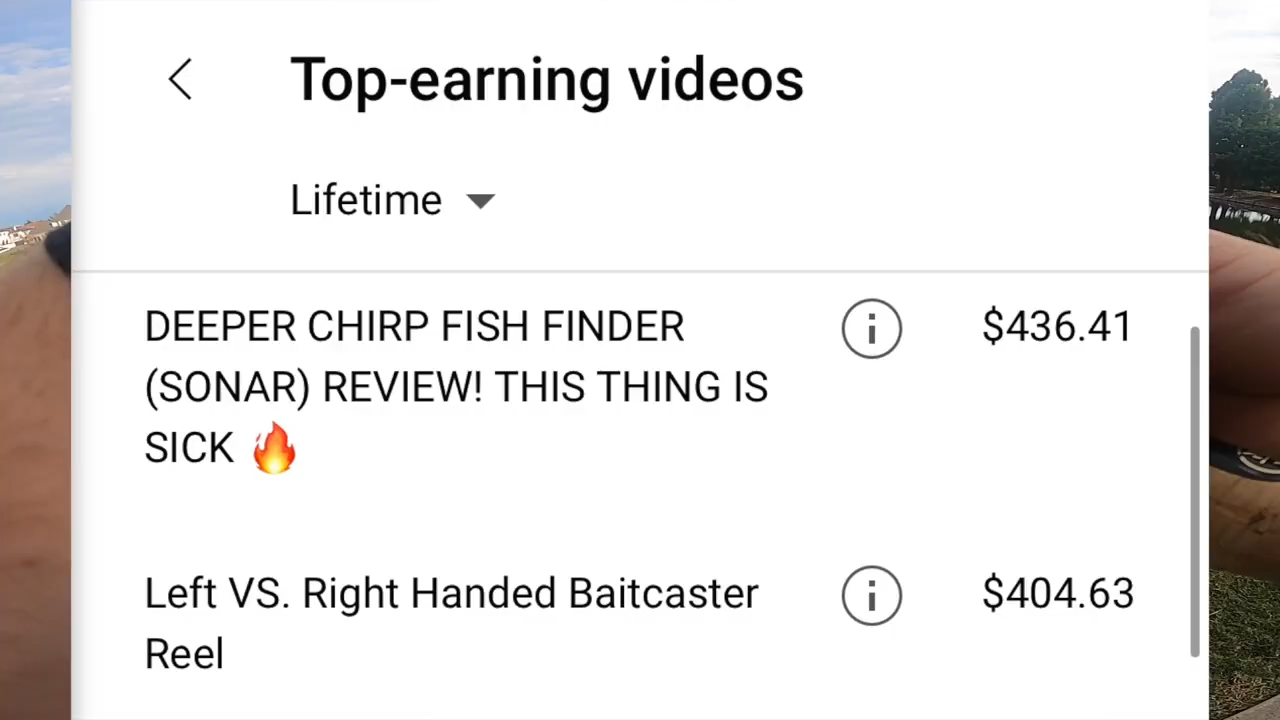 Top-earning videos
Lifetime
DEEPER CHIRP FISH FINDER $436.41
(SONAR) REVIEW! THIS THING IS
SICK 🔥
Left VS. Right Handed Baitcaster $404.63
Reel